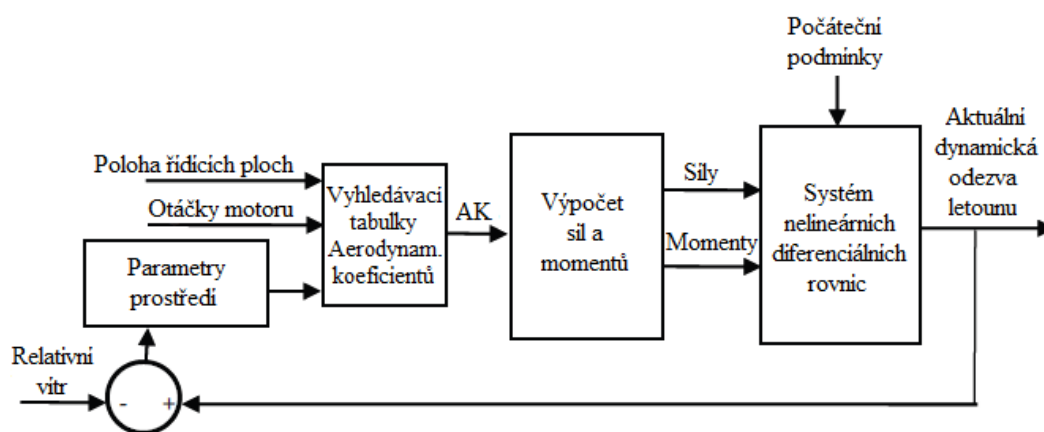 Počáteční
podmínky
Aktuální
dynamická
odezva
letounu
Poloha řídících ploch
Otáčky motoru
Vyhledávací
tabulky
Aerodynam.
koeficientů
AK
Výpočet
sil a
momentů
Síly
Momenty
Systém
nelineárních
diferenciálních
rovnic
Parametry
prostředí
Relativní
vítr
- +